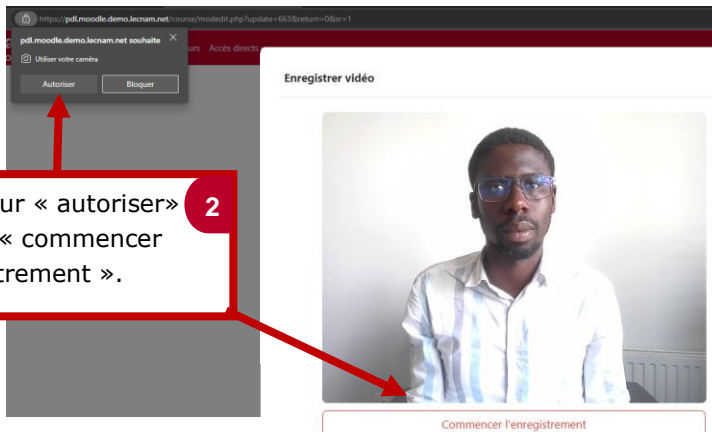 https://pdl.moodle.demo.lecnam.net/course/modedit.php?update=663&return=0&sr=1
pdl.moodle.demo.lecnam.net souhaite
Utiliser votre caméra
Autoriser Bloquer
urs Accès directs
Enregistrer vidéo
ur « autoriser» 2
« commencer
trement ».
Commencer l'enregistrement